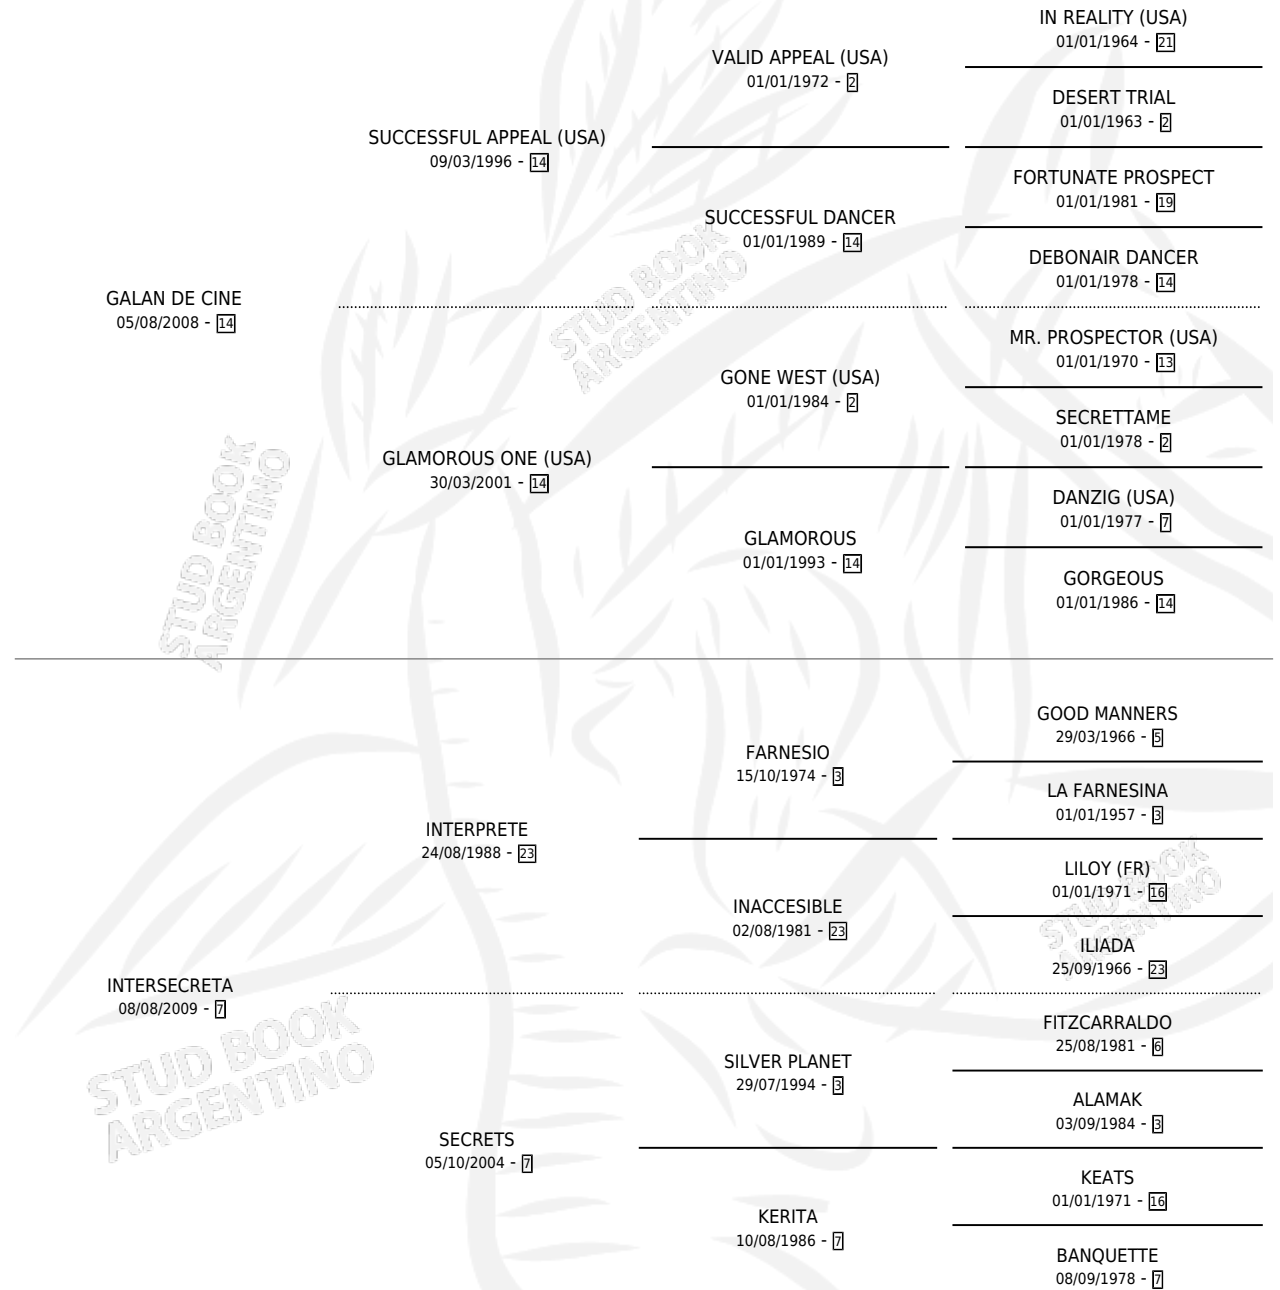 IN REALITY (USA)
01/01/1964 - 21
VALID APPEAL (USA)
01/01/1972 - 2
DESERT TRIAL
01/01/1963 - 2
SUCCESSFUL APPEAL (USA)
09/03/1996 - 14
FORTUNATE PROSPECT
01/01/1981 - 19
SUCCESSFUL DANCER
01/01/1989 - 14
DEBONAIR DANCER
01/01/1978 - 14
GALAN DE CINE
05/08/2008 - 14
STUD BOOK
ARGENTINO
MR. PROSPECTOR (USA)
01/01/1970 - 13
GONE WEST (USA)
01/01/1984 - 2
SECRETTAME
01/01/1978 - 2
GLAMOROUS ONE (USA)
30/03/2001 - 14
DANZIG (USA)
01/01/1977 - 7
GLAMOROUS
01/01/1993 - 14
GORGEOUS
01/01/1986 - 14
STUD BOOK
ARGENTINO
GOOD MANNERS
29/03/1966 - 5
FARNESIO
15/10/1974 - 3
LA FARNESINA
01/01/1957 - 3
INTERPRETE
24/08/1988 - 23
LILOY (FR)
01/01/1971 - 16
INACCESIBLE
02/08/1981 - 23
ILIADA
25/09/1966 - 23
STUD BOOK
ARGENTINO
INTERSECRETA
08/08/2009 - 7
FITZCARRALDO
25/08/1981 - 6
SILVER PLANET
29/07/1994 - 3
ALAMAK
03/09/1984 - 3
STUD BOOK
ARGENTINO
SECRETS
05/10/2004 - 7
KEATS
01/01/1971 - 16
KERITA
10/08/1986 - 7
BANQUETTE
08/09/1978 - 7